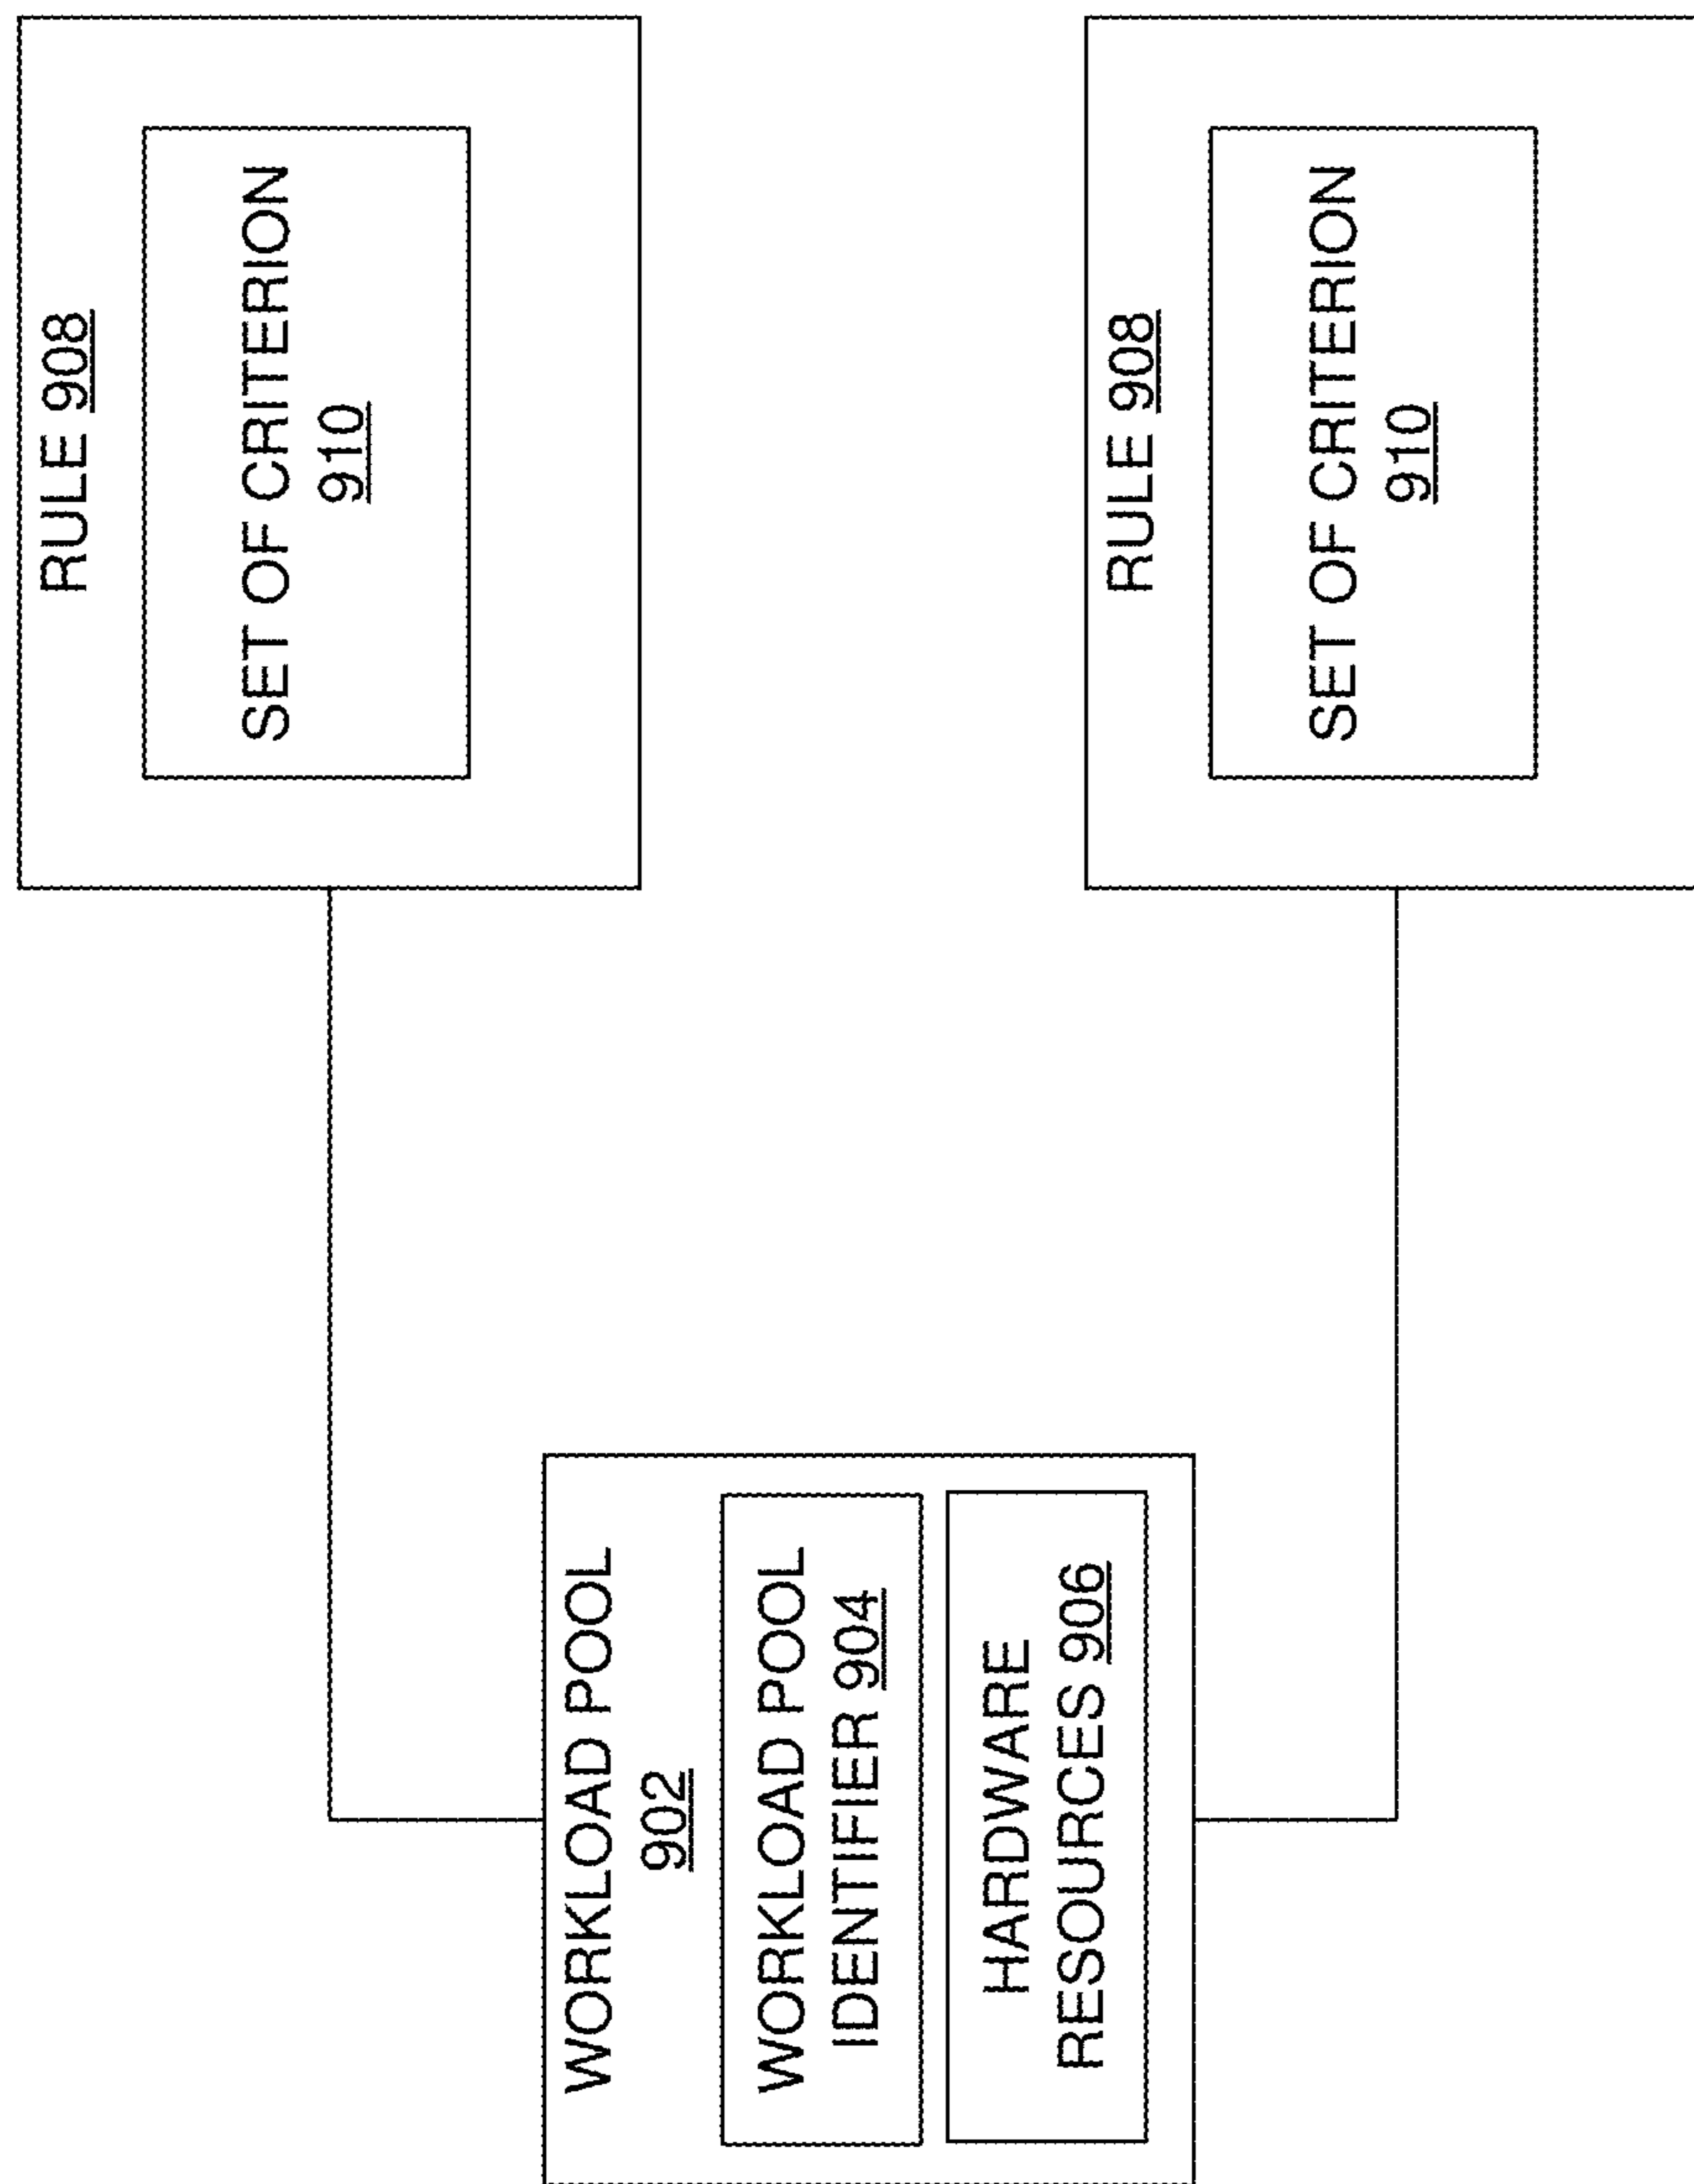 WORKLOAD POOL
902
WORKLOAD POOL
IDENTIFIER 904
HARDWARE
RESOURCES 906
RULE 908
SET OF CRITERION
910
RULE 908
SET OF CRITERION
910